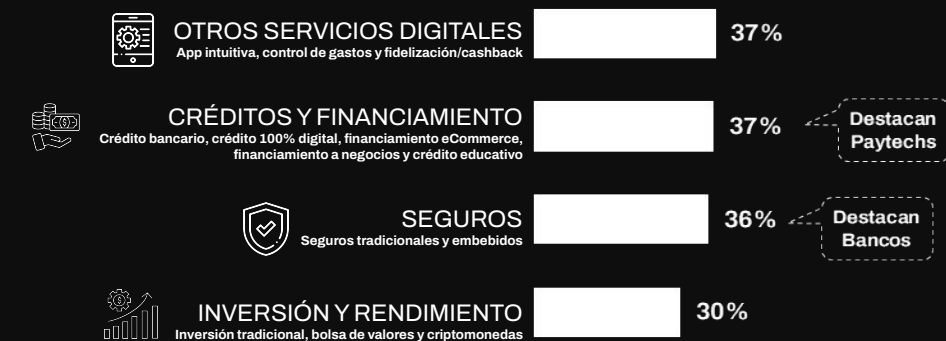 OTROS SERVICIOS DIGITALES
App intuitiva, control de gastos y fidelización/cashback
37%
CRÉDITOS Y FINANCIAMIENTO
Crédito bancario, crédito 100% digital, financiamiento eCommerce,
financiamiento a negocios y crédito educativo
37%
Destacan
Paytechs
SEGUROS
Seguros tradicionales y embebidos
36%
Destacan
Bancos
INVERSIÓN Y RENDIMIENTO
Inversión tradicional, bolsa de valores y criptomonedas
30%